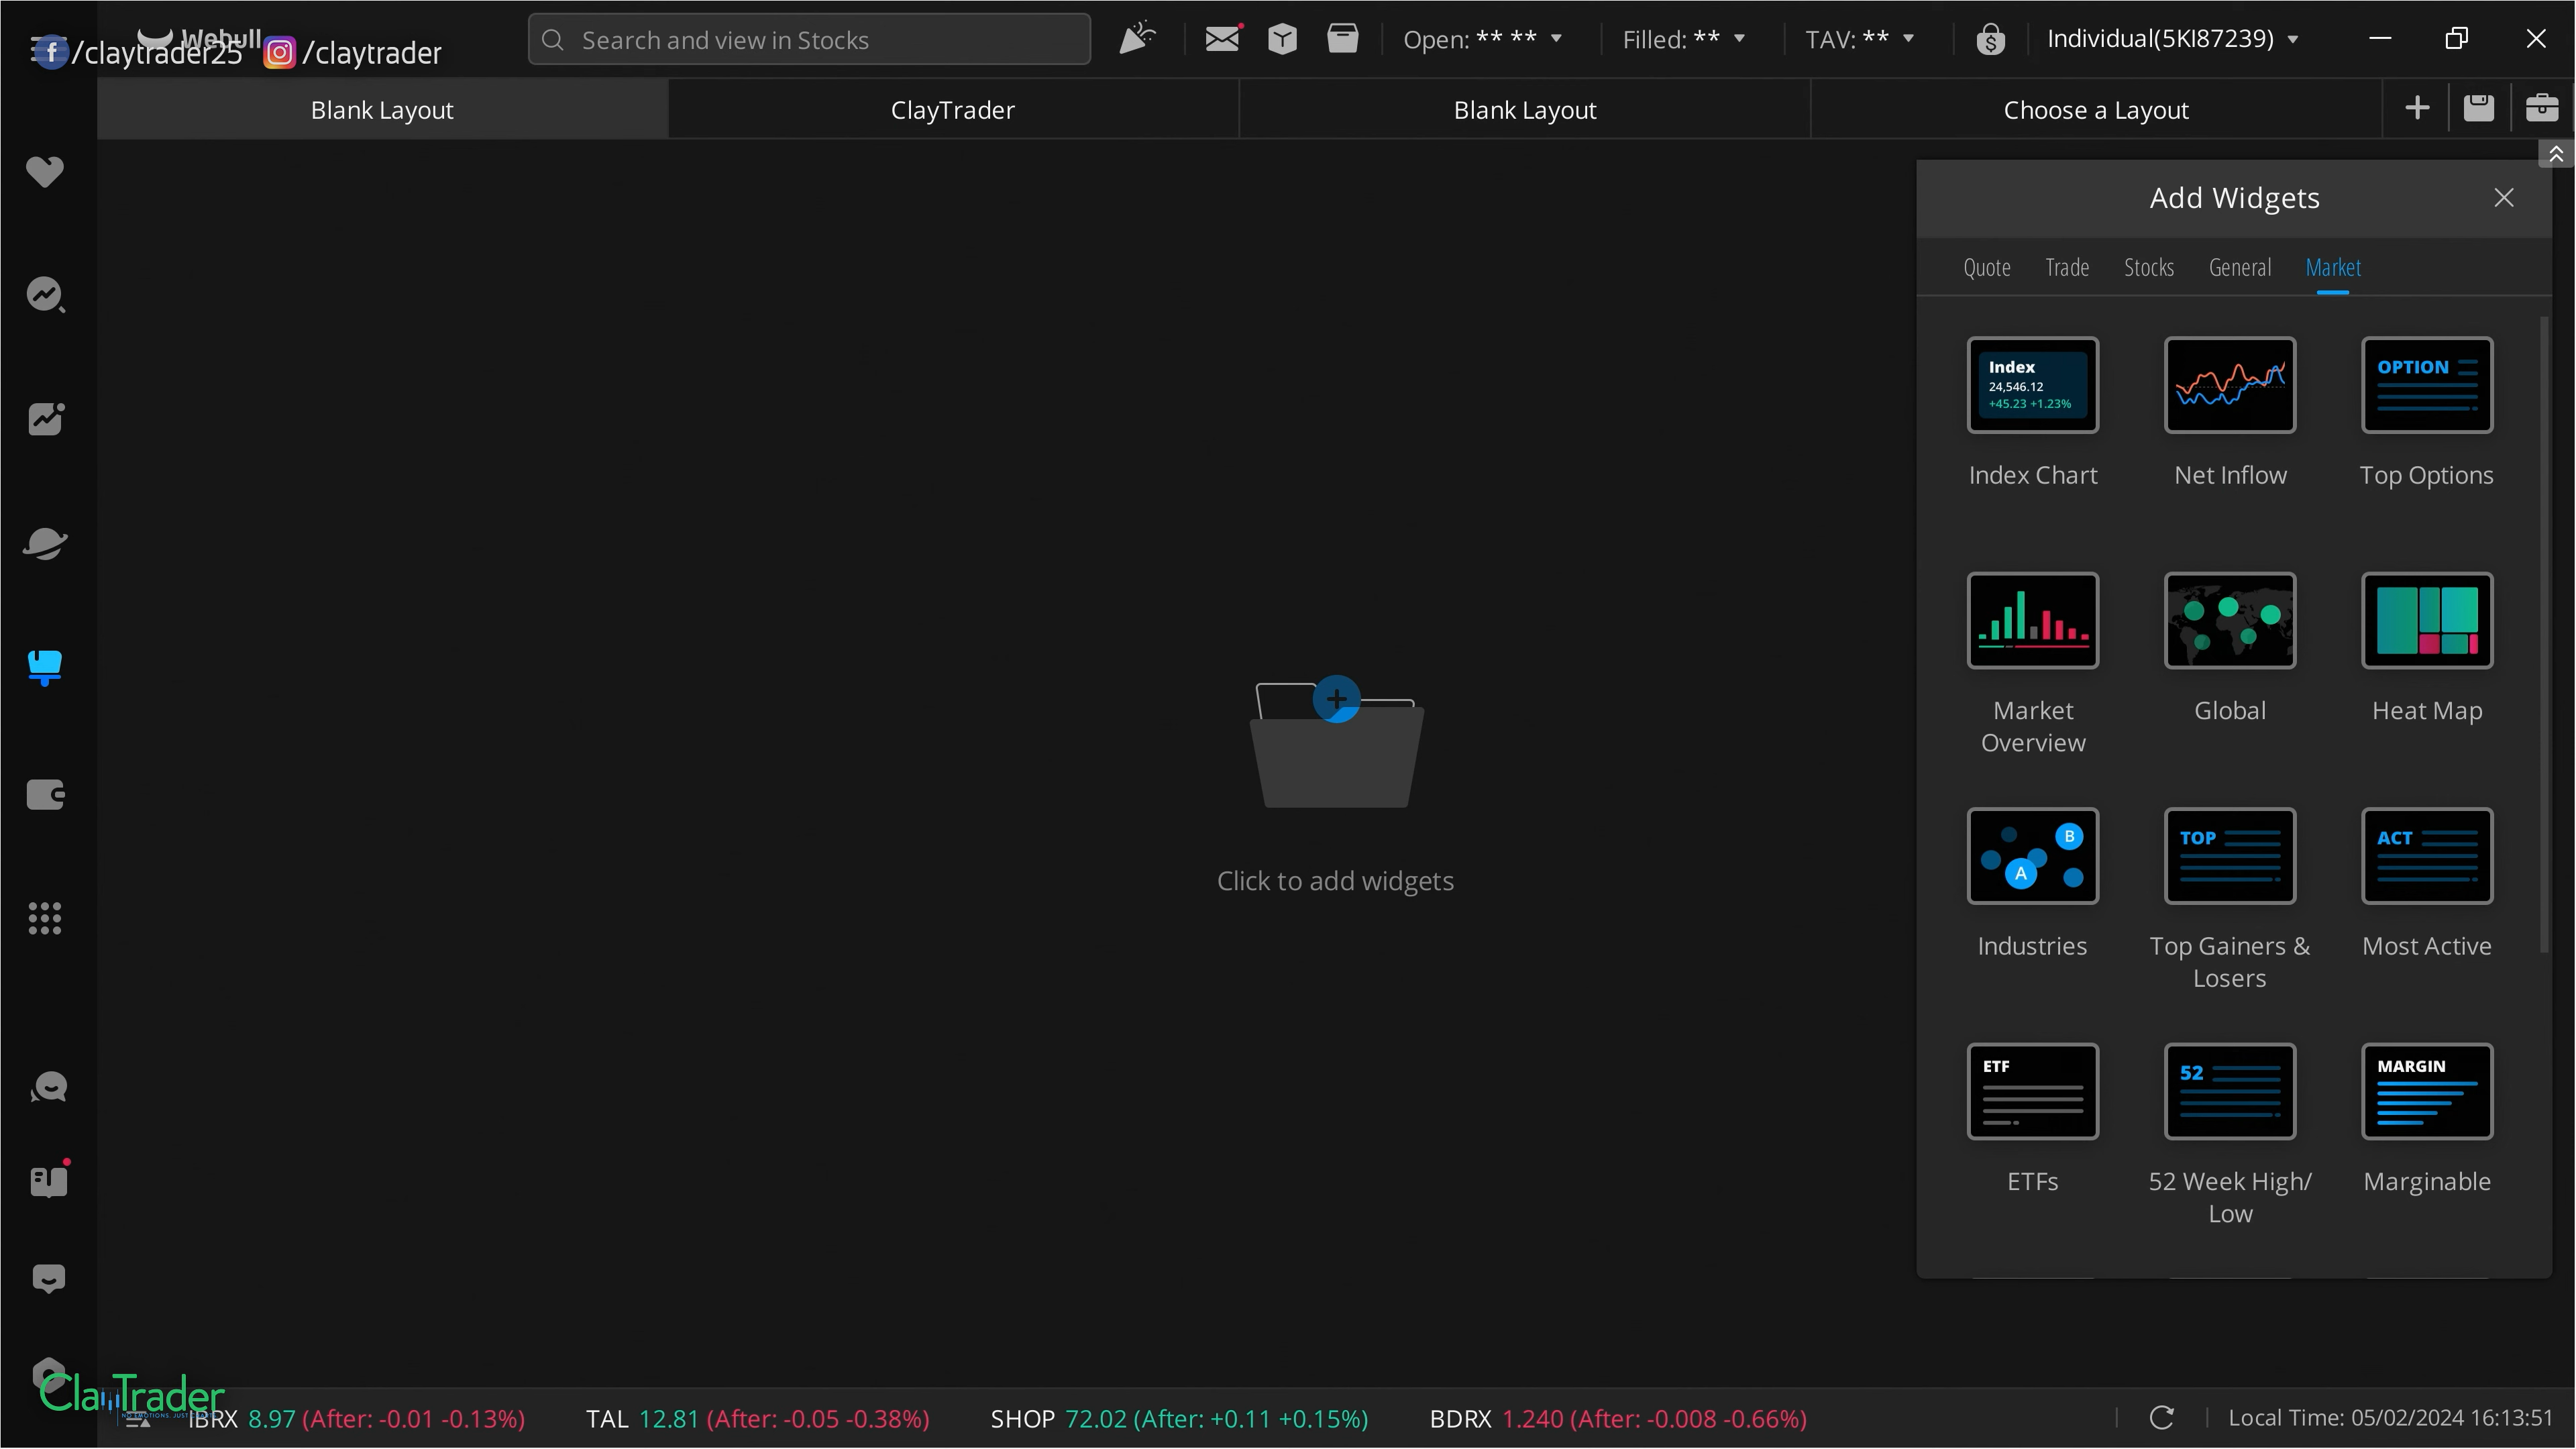 Webull
/claytrader25 /claytrader
Search and view in Stocks
Open: ** **
Filled: **
TAV: **
Individual(5KI87239)
Blank Layout
ClayTrader
Blank Layout
Choose a Layout
Add Widgets
Quote Trade Stocks General Market
Index
24,546.12
+45.23 +1.23%
OPTION
Index Chart
Net Inflow
Top Options
Market
Overview
Global
Heat Map
A
B
TOP
ACT
Industries
Top Gainers &
Losers
Most Active
ETF
52
MARGIN
ETFs
52 Week High/
Low
Marginable
Click to add widgets
ClayTrader
IBRX 8.97 (After: -0.01 -0.13%)
TAL 12.81 (After: -0.05 -0.38%)
SHOP 72.02 (After: +0.11 +0.15%)
BDRX 1.240 (After: -0.008 -0.66%)
Local Time: 05/02/2024 16:13:51